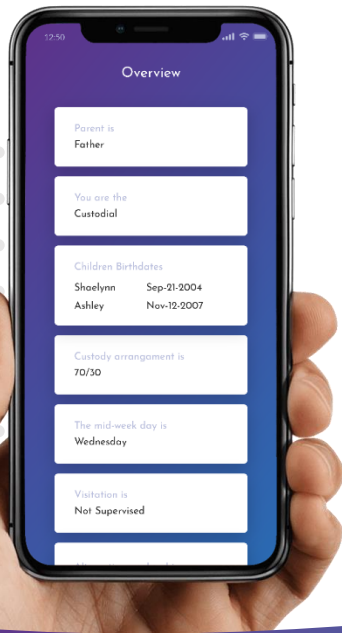 12:50
Overview
Parent is
Father
You are the
Custodial
Children Birthdates
Shaelynn Sep-21-2004
Ashley Nov-12-2007
Custody arrangament is
70/30
The mid-week day is
Wednesday
Visitation is
Not Supervised